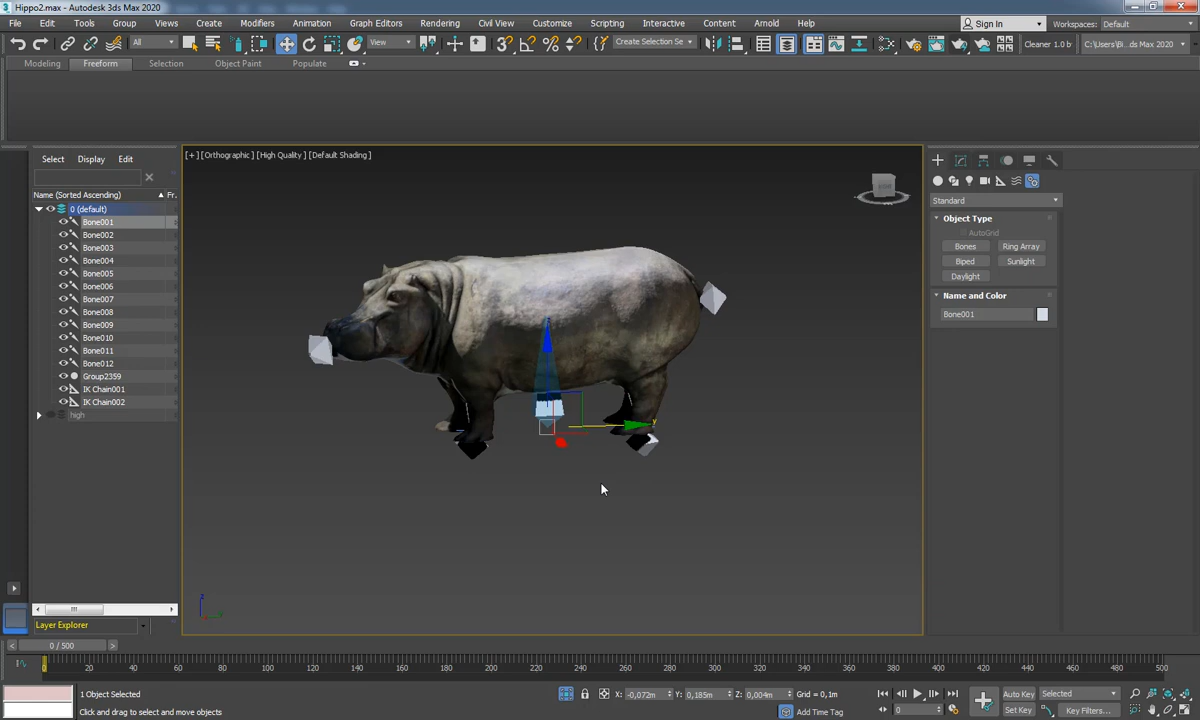 Hippo2.max - Autodesk 3ds Max 2020
File Edit Tools Group Views Create Modifiers Animation Graph Editors Rendering Civil View Customize Scripting Interactive Content Arnold Help
Sign In Workspaces: Default
All View Create Selection Se Cleaner 1.0 b C:\Users\Bi...ds Max 2020
Modeling Freeform Selection Object Paint Populate
[+] [Orthographic] [High Quality] [Default Shading]
Select Display Edit
Name (Sorted Ascending) Fr.
0 (default)
Bone001
Bone002
Bone003
Bone004
Bone005
Bone006
Bone007
Bone008
Bone009
Bone010
Bone011
Bone012
Group2359
IK Chain001
IK Chain002
high
Layer Explorer
Standard
Object Type
AutoGrid
Bones Ring Array
Biped Sunlight
Daylight
Name and Color
Bone001
z
y
0 / 500
0 20 40 60 80 100 120 140 160 180 200 220 240 260 280 300 320 340 360 380 400 420 440 460 480 500
1 Object Selected
Click and drag to select and move objects
X: -0,072m Y: 0,185m Z: 0,004m Grid = 0,1m
Add Time Tag
0
Auto Key Selected
Set Key Key Filters...